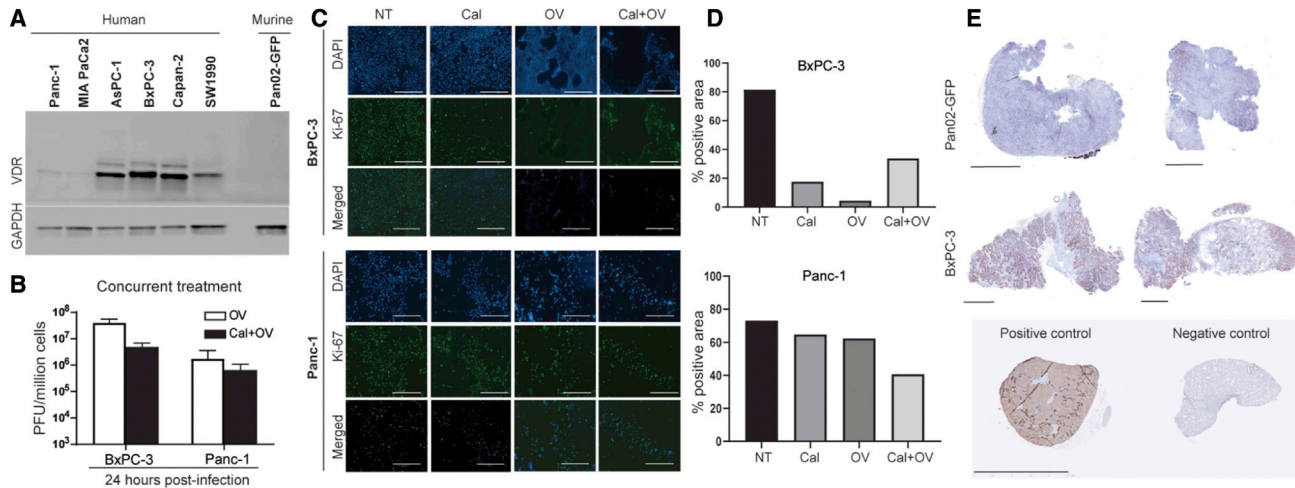 A
Human
Murine
Panc-1
MIA PaCa2
AsPC-1
BxPC-3
Capan-2
SW1990
Pan02-GFP
VDR
GAPDH
B
Concurrent treatment
OV
Cal+OV
PFU/million cells
10⁸
10⁷
10⁶
10⁵
10⁴
10³
BxPC-3
Panc-1
24 hours post-infection
C
NT
Cal
OV
Cal+OV
BxPC-3
DAPI
Ki-67
Merged
Panc-1
DAPI
Ki-67
Merged
D
BxPC-3
% positive area
100
80
60
40
20
0
NT
Cal
OV
Cal+OV
Panc-1
% positive area
100
80
60
40
20
0
NT
Cal
OV
Cal+OV
E
Pan02-GFP
BxPC-3
Positive control
Negative control